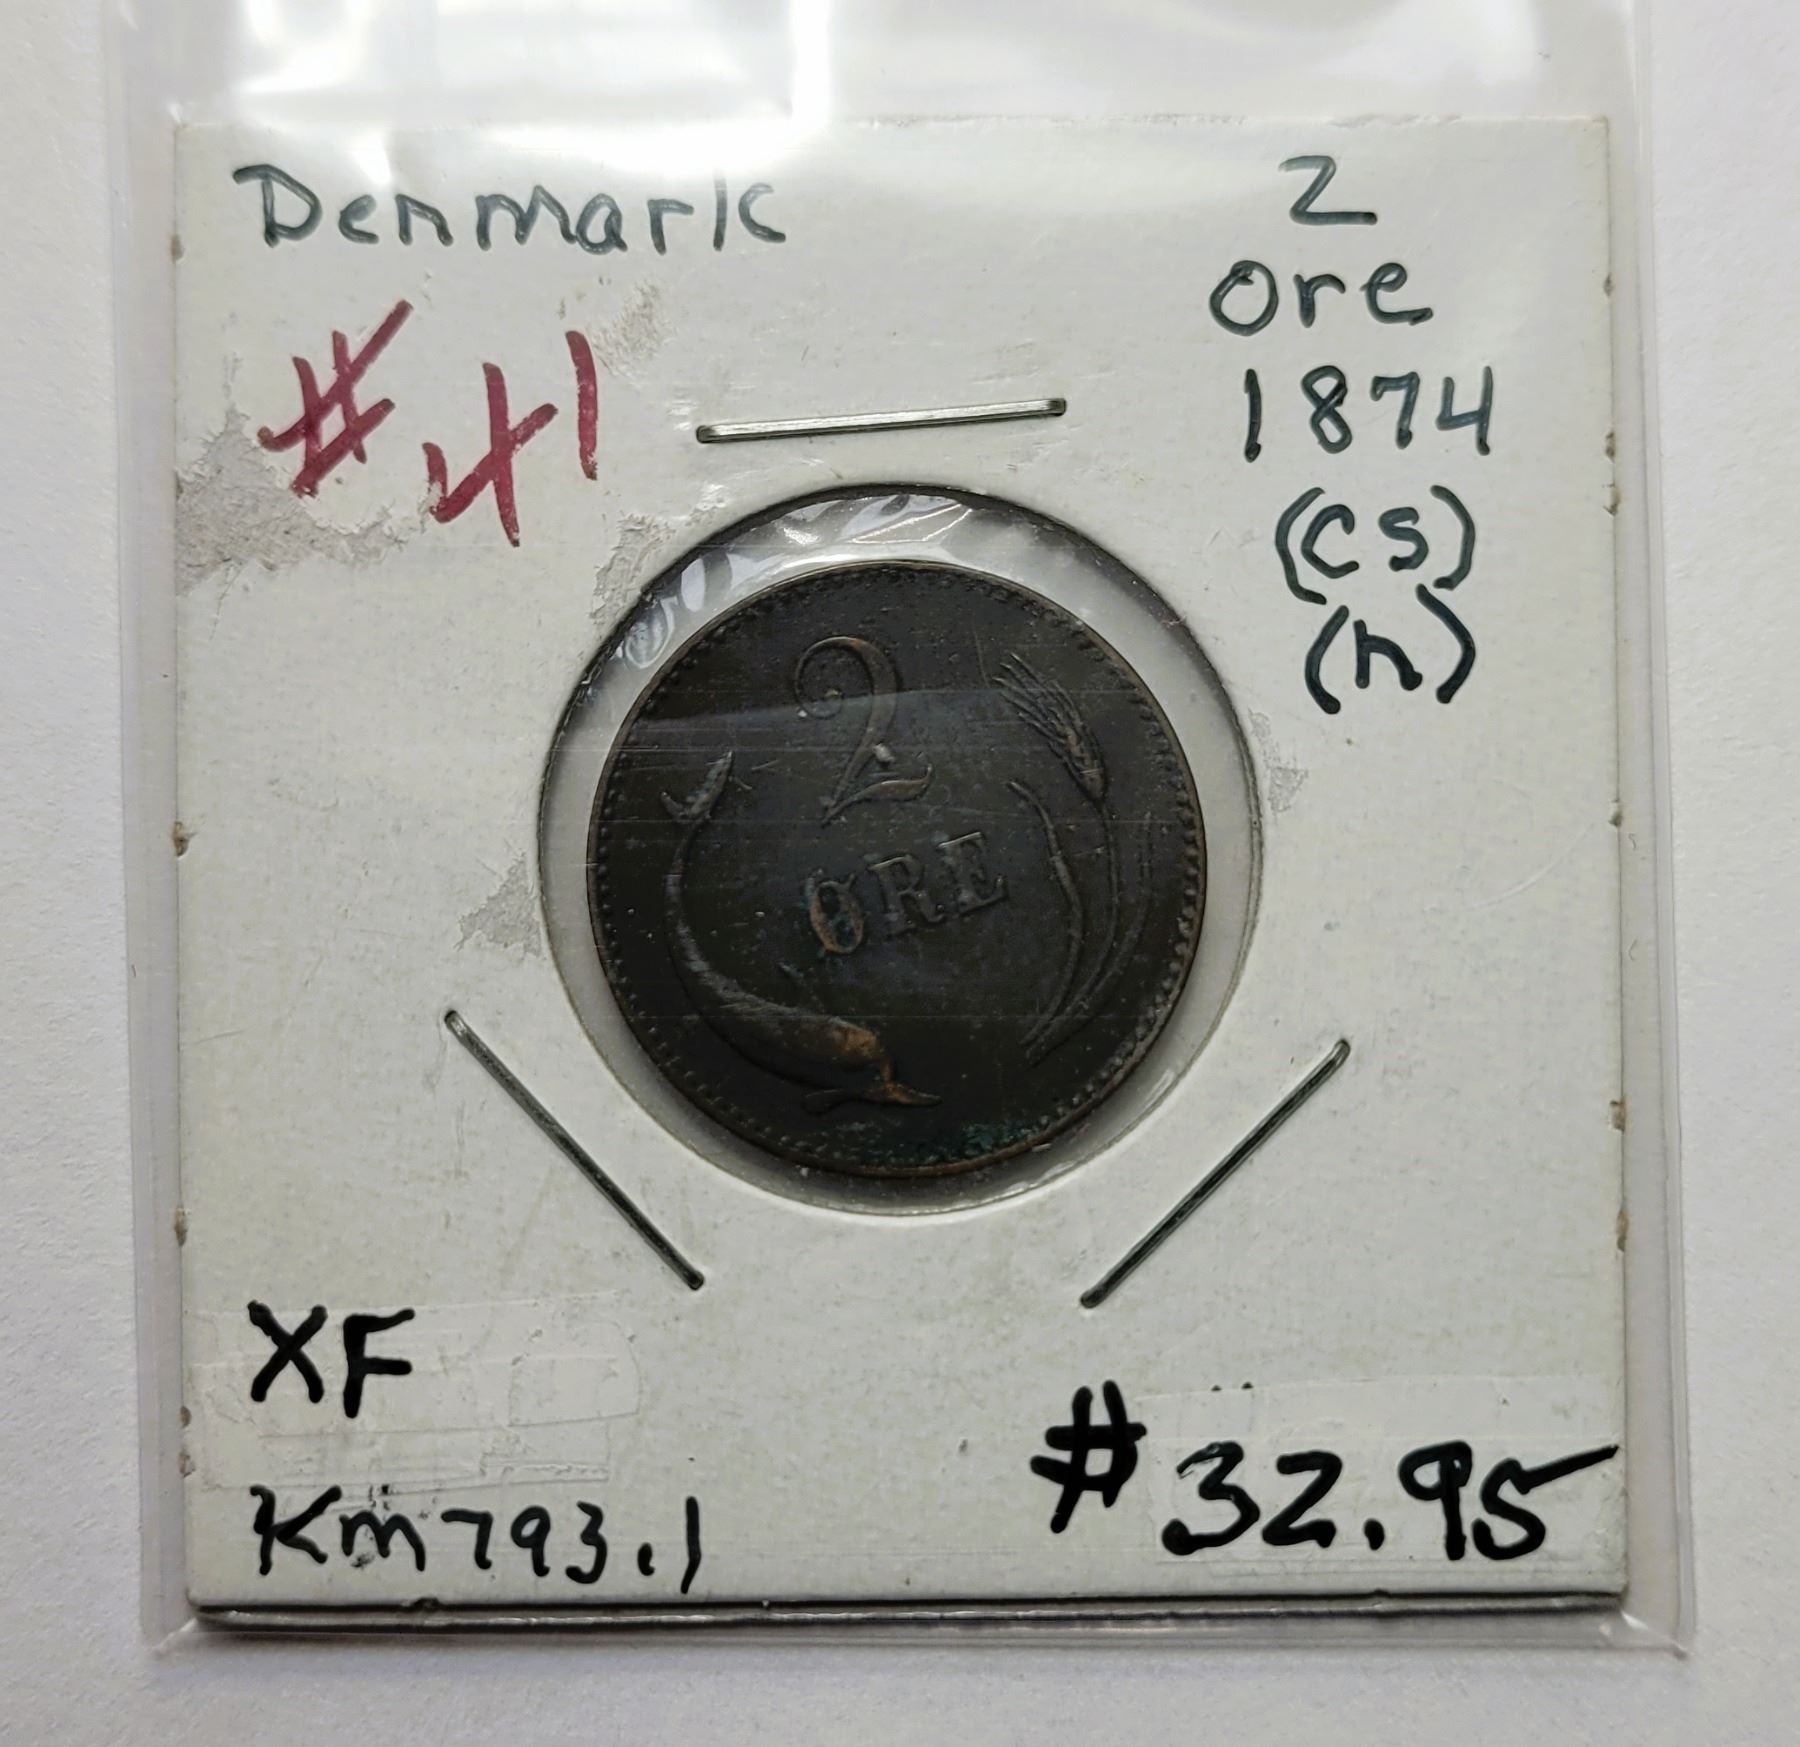 Denmark
2
Ore
1874
(cs)
(h)
#41
2
ØRE
XF
Km793.1
#32.95